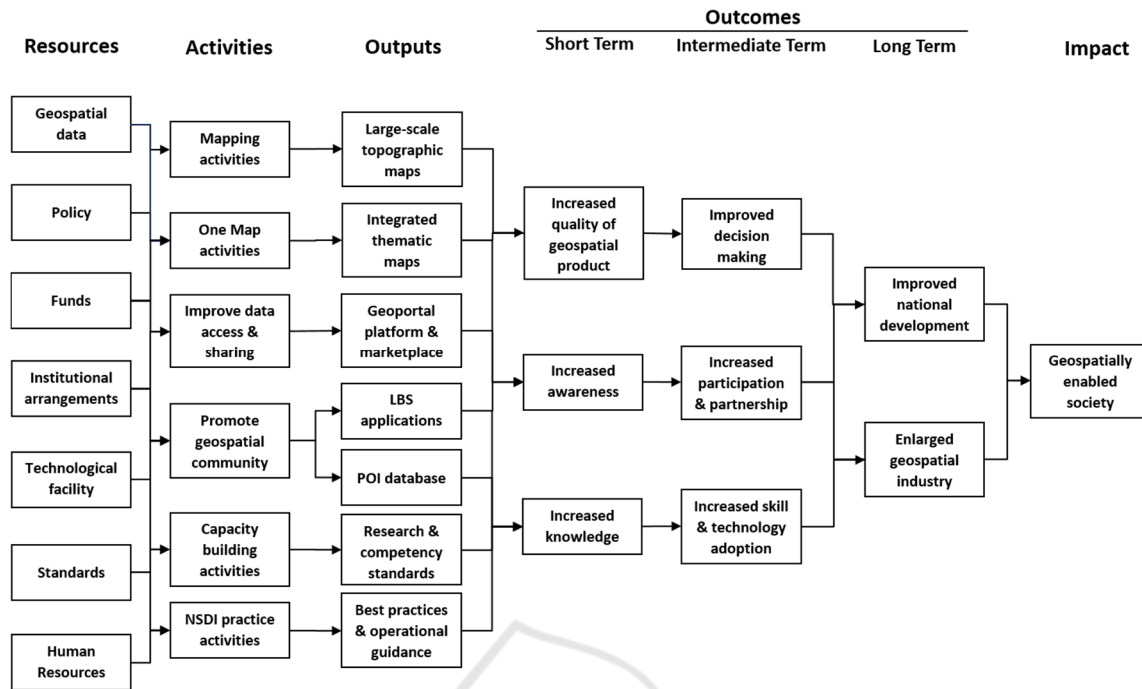 Outcomes
Resources
Activities
Outputs
Short Term
Intermediate Term
Long Term
Impact
Geospatial
data
Policy
Funds
Institutional
arrangements
Technological
facility
Standards
Human
Resources
Mapping
activities
One Map
activities
Improve data
access &
sharing
Promote
geospatial
community
Capacity
building
activities
NSDI practice
activities
Large-scale
topographic
maps
Integrated
thematic
maps
Geoportal
platform &
marketplace
LBS
applications
POI database
Research &
competency
standards
Best practices
& operational
guidance
Increased
quality of
geospatial
product
Increased
awareness
Increased
knowledge
Improved
decision
making
Increased
participation
& partnership
Increased skill
& technology
adoption
Improved
national
development
Enlarged
geospatial
industry
Geospatially
enabled
society